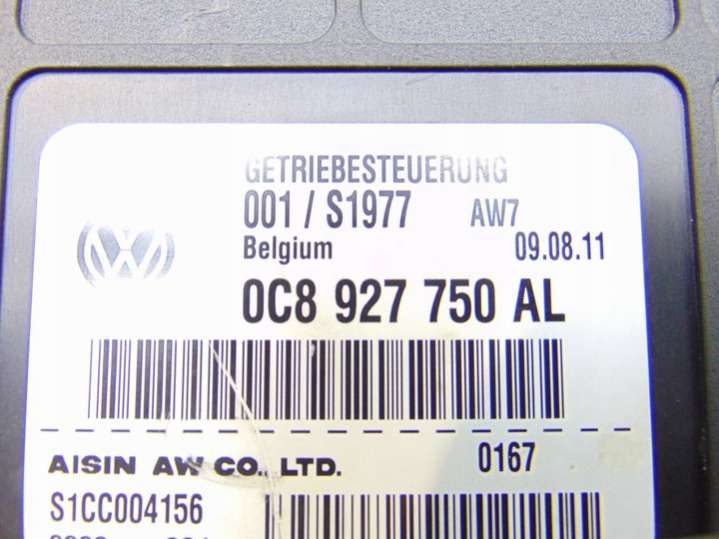 GETRIEBESTEUERUNG
001 / S1977 AW7
Belgium 09.08.11
0C8 927 750 AL
AISIN AW CO., LTD. 0167
S1CC004156